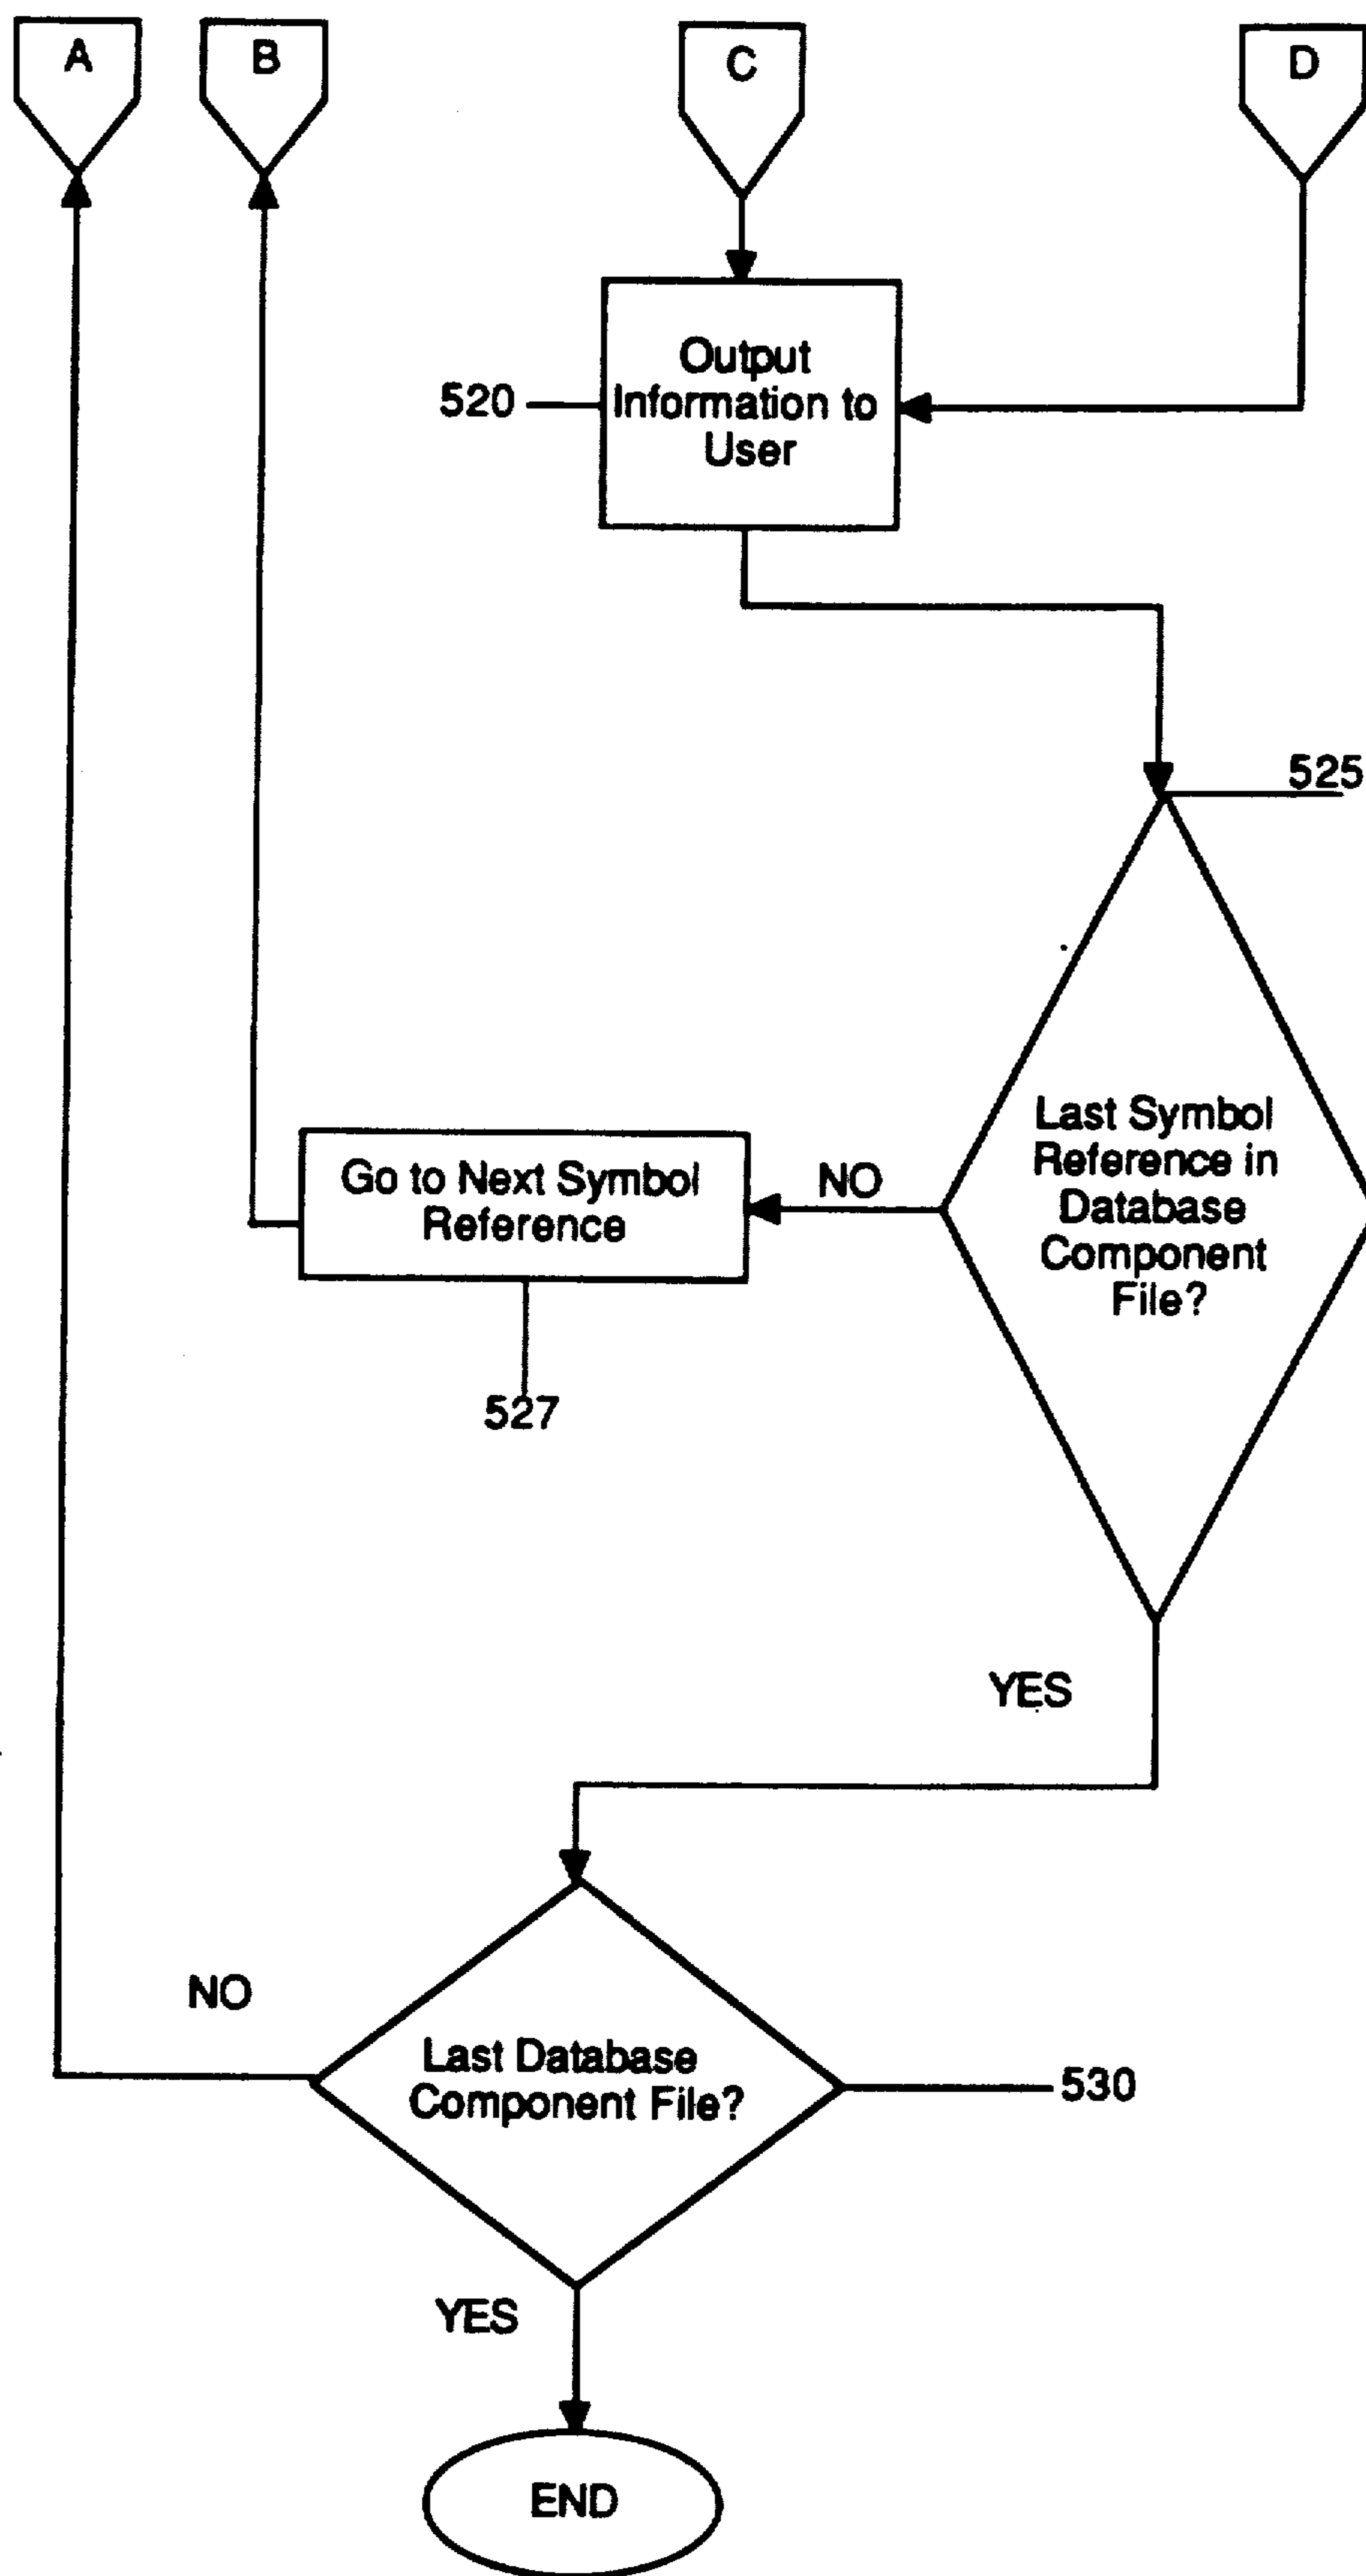 A
B
C
D
Output
Information to
User
520
525
Last Symbol
Reference in
Database
Component
File?
NO
Go to Next Symbol
Reference
527
YES
NO
Last Database
Component File?
530
YES
END